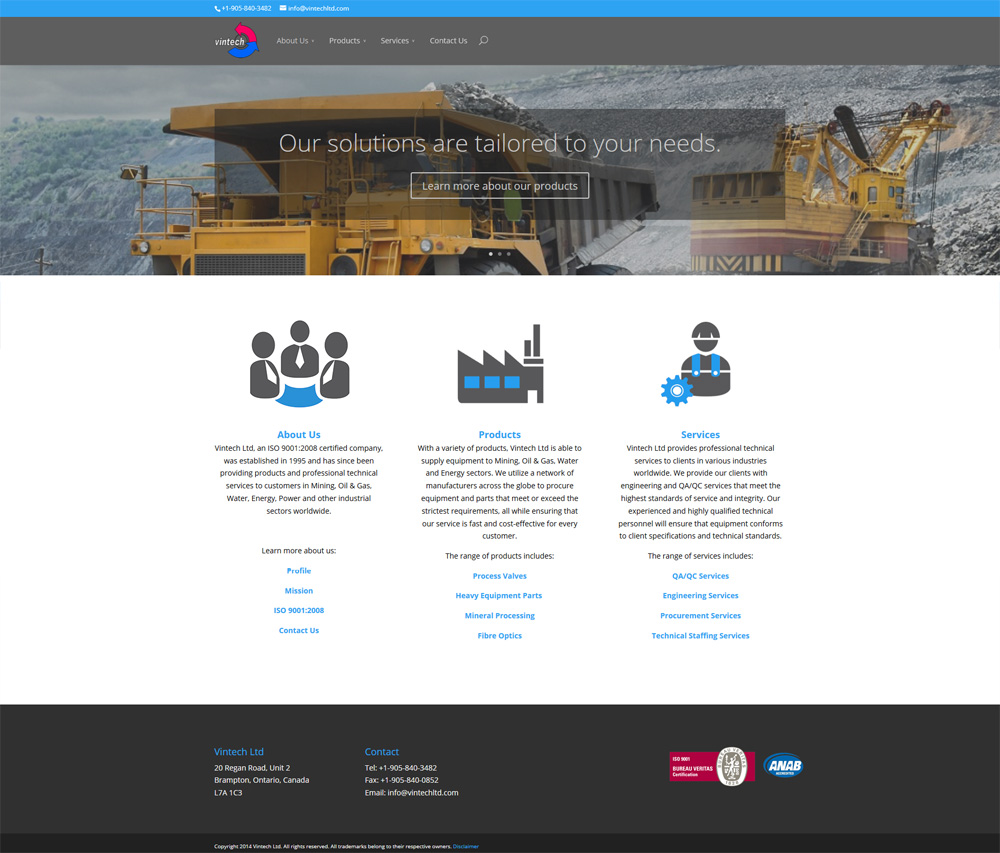 +1-905-840-3482 info@vintechltd.com
vintech About Us Products Services Contact Us
Our solutions are tailored to your needs.
Learn more about our products
About Us
Vintech Ltd, an ISO 9001:2008 certified company,
was established in 1995 and has since been
providing products and professional technical
services to customers in Mining, Oil & Gas,
Water, Energy, Power and other industrial
sectors worldwide.
Learn more about us:
Profile
Mission
ISO 9001:2008
Contact Us
Products
With a variety of products, Vintech Ltd is able to
supply equipment to Mining, Oil & Gas, Water
and Energy sectors. We utilize a network of
manufacturers across the globe to procure
equipment and parts that meet or exceed the
strictest requirements, all while ensuring that
our service is fast and cost-effective for every
customer.
The range of products includes:
Process Valves
Heavy Equipment Parts
Mineral Processing
Fibre Optics
Services
Vintech Ltd provides professional technical
services to clients in various industries
worldwide. We provide our clients with
engineering and QA/QC services that meet the
highest standards of service and integrity. Our
experienced and highly qualified technical
personnel will ensure that equipment conforms
to client specifications and technical standards.
The range of services includes:
QA/QC Services
Engineering Services
Procurement Services
Technical Staffing Services
Vintech Ltd
20 Regan Road, Unit 2
Brampton, Ontario, Canada
L7A 1C3
Contact
Tel: +1-905-840-3482
Fax: +1-905-840-0852
Email: info@vintechltd.com
ISO 9001
BUREAU VERITAS
Certification
BUREAU VERITAS
1828
ANAB
ACCREDITED
Copyright 2014 Vintech Ltd. All rights reserved. All trademarks belong to their respective owners. Disclaimer